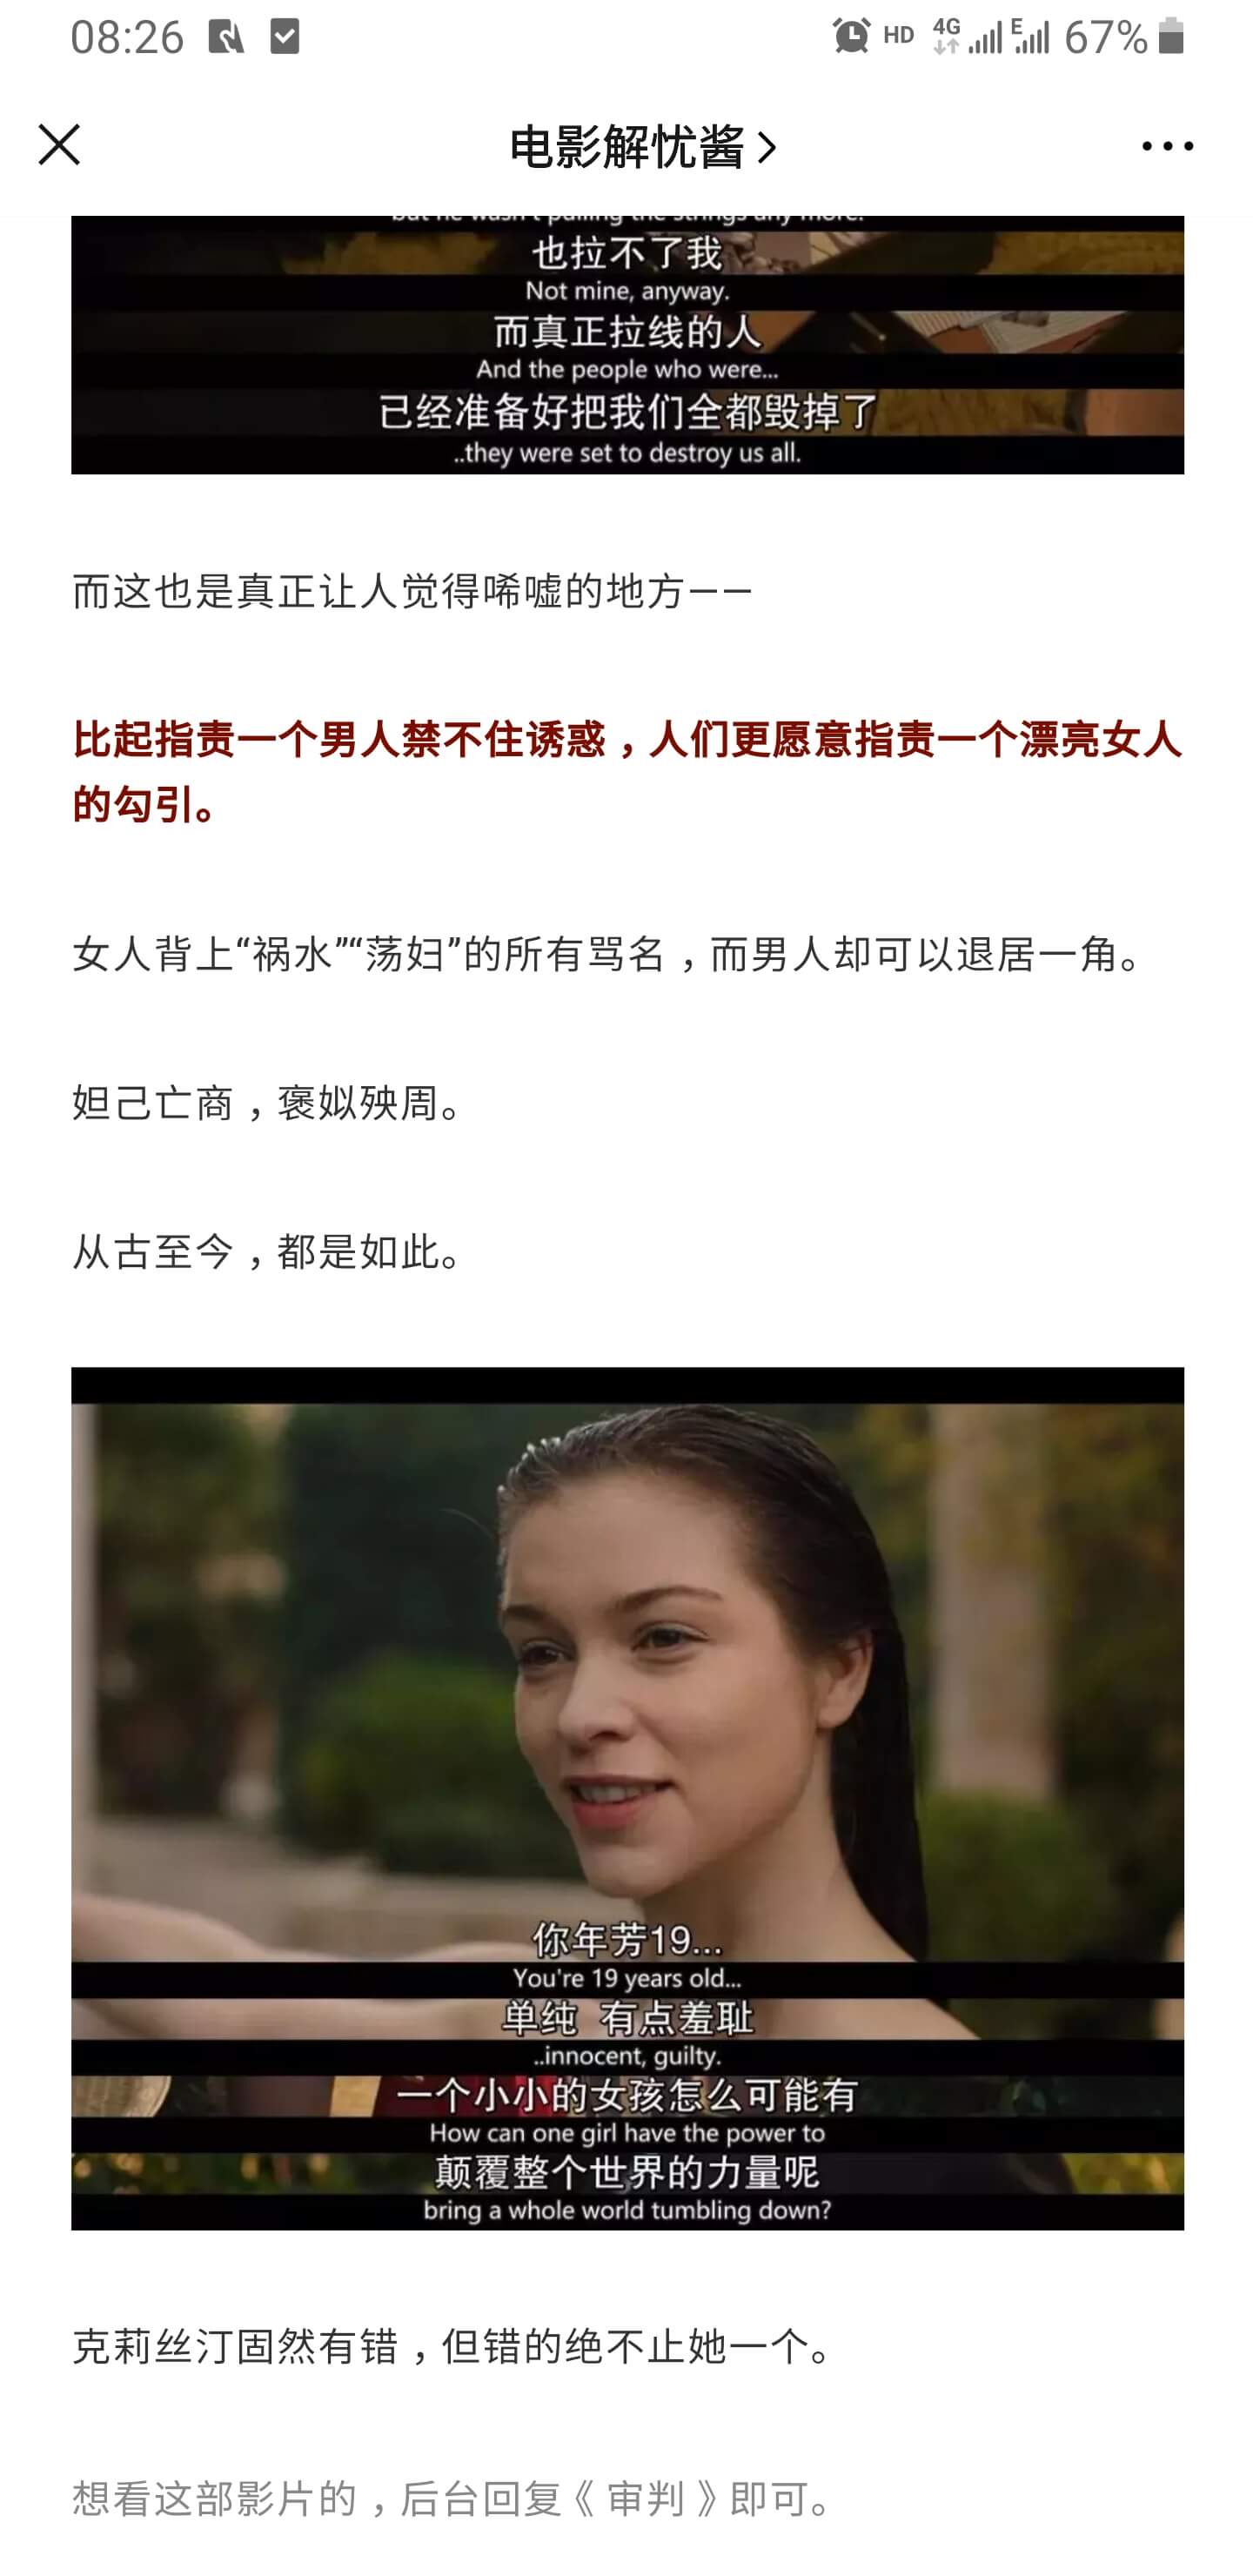 08:26
HD 4G E 67%
电影解忧酱
but he wasn't pulling the strings any more.
也拉不了我
Not mine, anyway.
而真正拉线的人
And the people who were...
已经准备好把我们全都毁掉了
..they were set to destroy us all.
而这也是真正让人觉得唏嘘的地方——
比起指责一个男人禁不住诱惑，人们更愿意指责一个漂亮女人
的勾引。
女人背上“祸水”“荡妇”的所有骂名，而男人却可以退居一角。
妲己亡商，褒姒殃周。
从古至今，都是如此。
你年芳19...
You're 19 years old...
单纯 有点羞耻
..innocent, guilty.
一个小小的女孩怎么可能有
How can one girl have the power to
颠覆整个世界的力量呢
bring a whole world tumbling down?
克莉丝汀固然有错，但错的绝不止她一个。
想看这部影片的，后台回复《审判》即可。